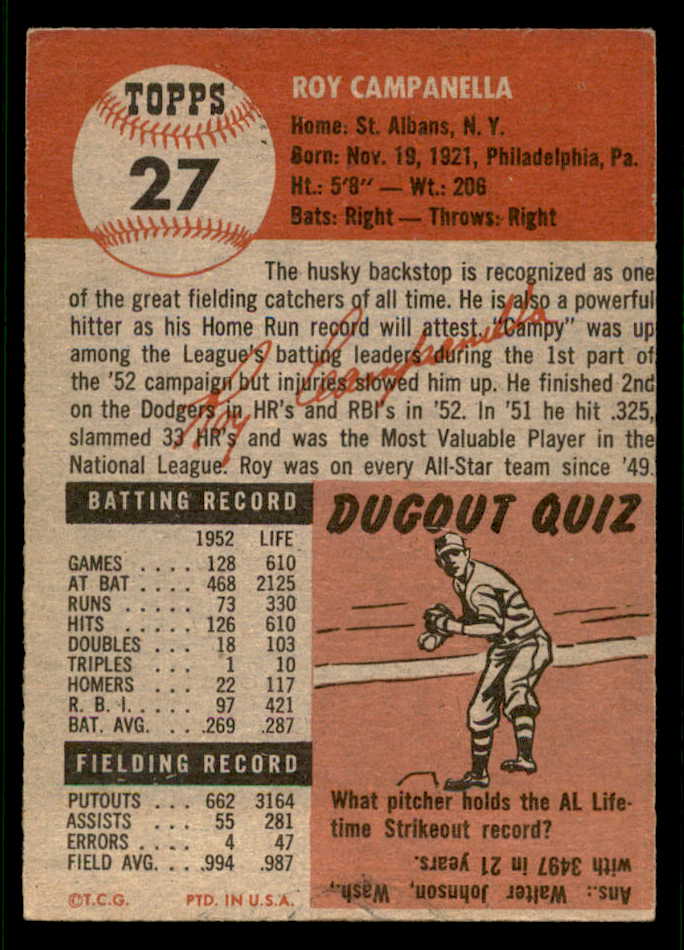 TOPPS
27
ROY CAMPANELLA
Home: St. Albans, N. Y.
Born: Nov. 19, 1921, Philadelphia, Pa.
Ht.: 5'8" — Wt.: 206
Bats: Right — Throws: Right
The husky backstop is recognized as one
of the great fielding catchers of all time. He is also a powerful
hitter as his Home Run record will attest. "Campy" was up
among the League's batting leaders during the 1st part of
the '52 campaign but injuries slowed him up. He finished 2nd
on the Dodgers in HR's and RBI's in '52. In '51 he hit .325,
slammed 33 HR's and was the Most Valuable Player in the
National League. Roy was on every All-Star team since '49.
Roy Campanella
BATTING RECORD
1952 LIFE
GAMES .... 128 610
AT BAT .... 468 2125
RUNS ..... 73 330
HITS ..... 126 610
DOUBLES .. 18 103
TRIPLES ... 1 10
HOMERS ... 22 117
R. B. I. .... 97 421
BAT. AVG. .. .269 .287
FIELDING RECORD
PUTOUTS ... 662 3164
ASSISTS ... 55 281
ERRORS .... 4 47
FIELD AVG. .. .994 .987
©T.C.G. PTD. IN U.S.A.
DUGOUT QUIZ
What pitcher holds the AL Life-
time Strikeout record?
Ans.: Walter Johnson, Wash.,
with 3497 in 21 years.